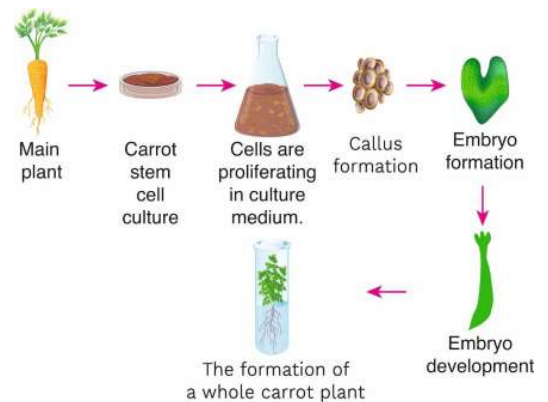 Main
plant
Carrot
stem
cell
culture
Cells are
proliferating
in culture
medium.
Callus
formation
Embryo
formation
Embryo
development
The formation of
a whole carrot plant